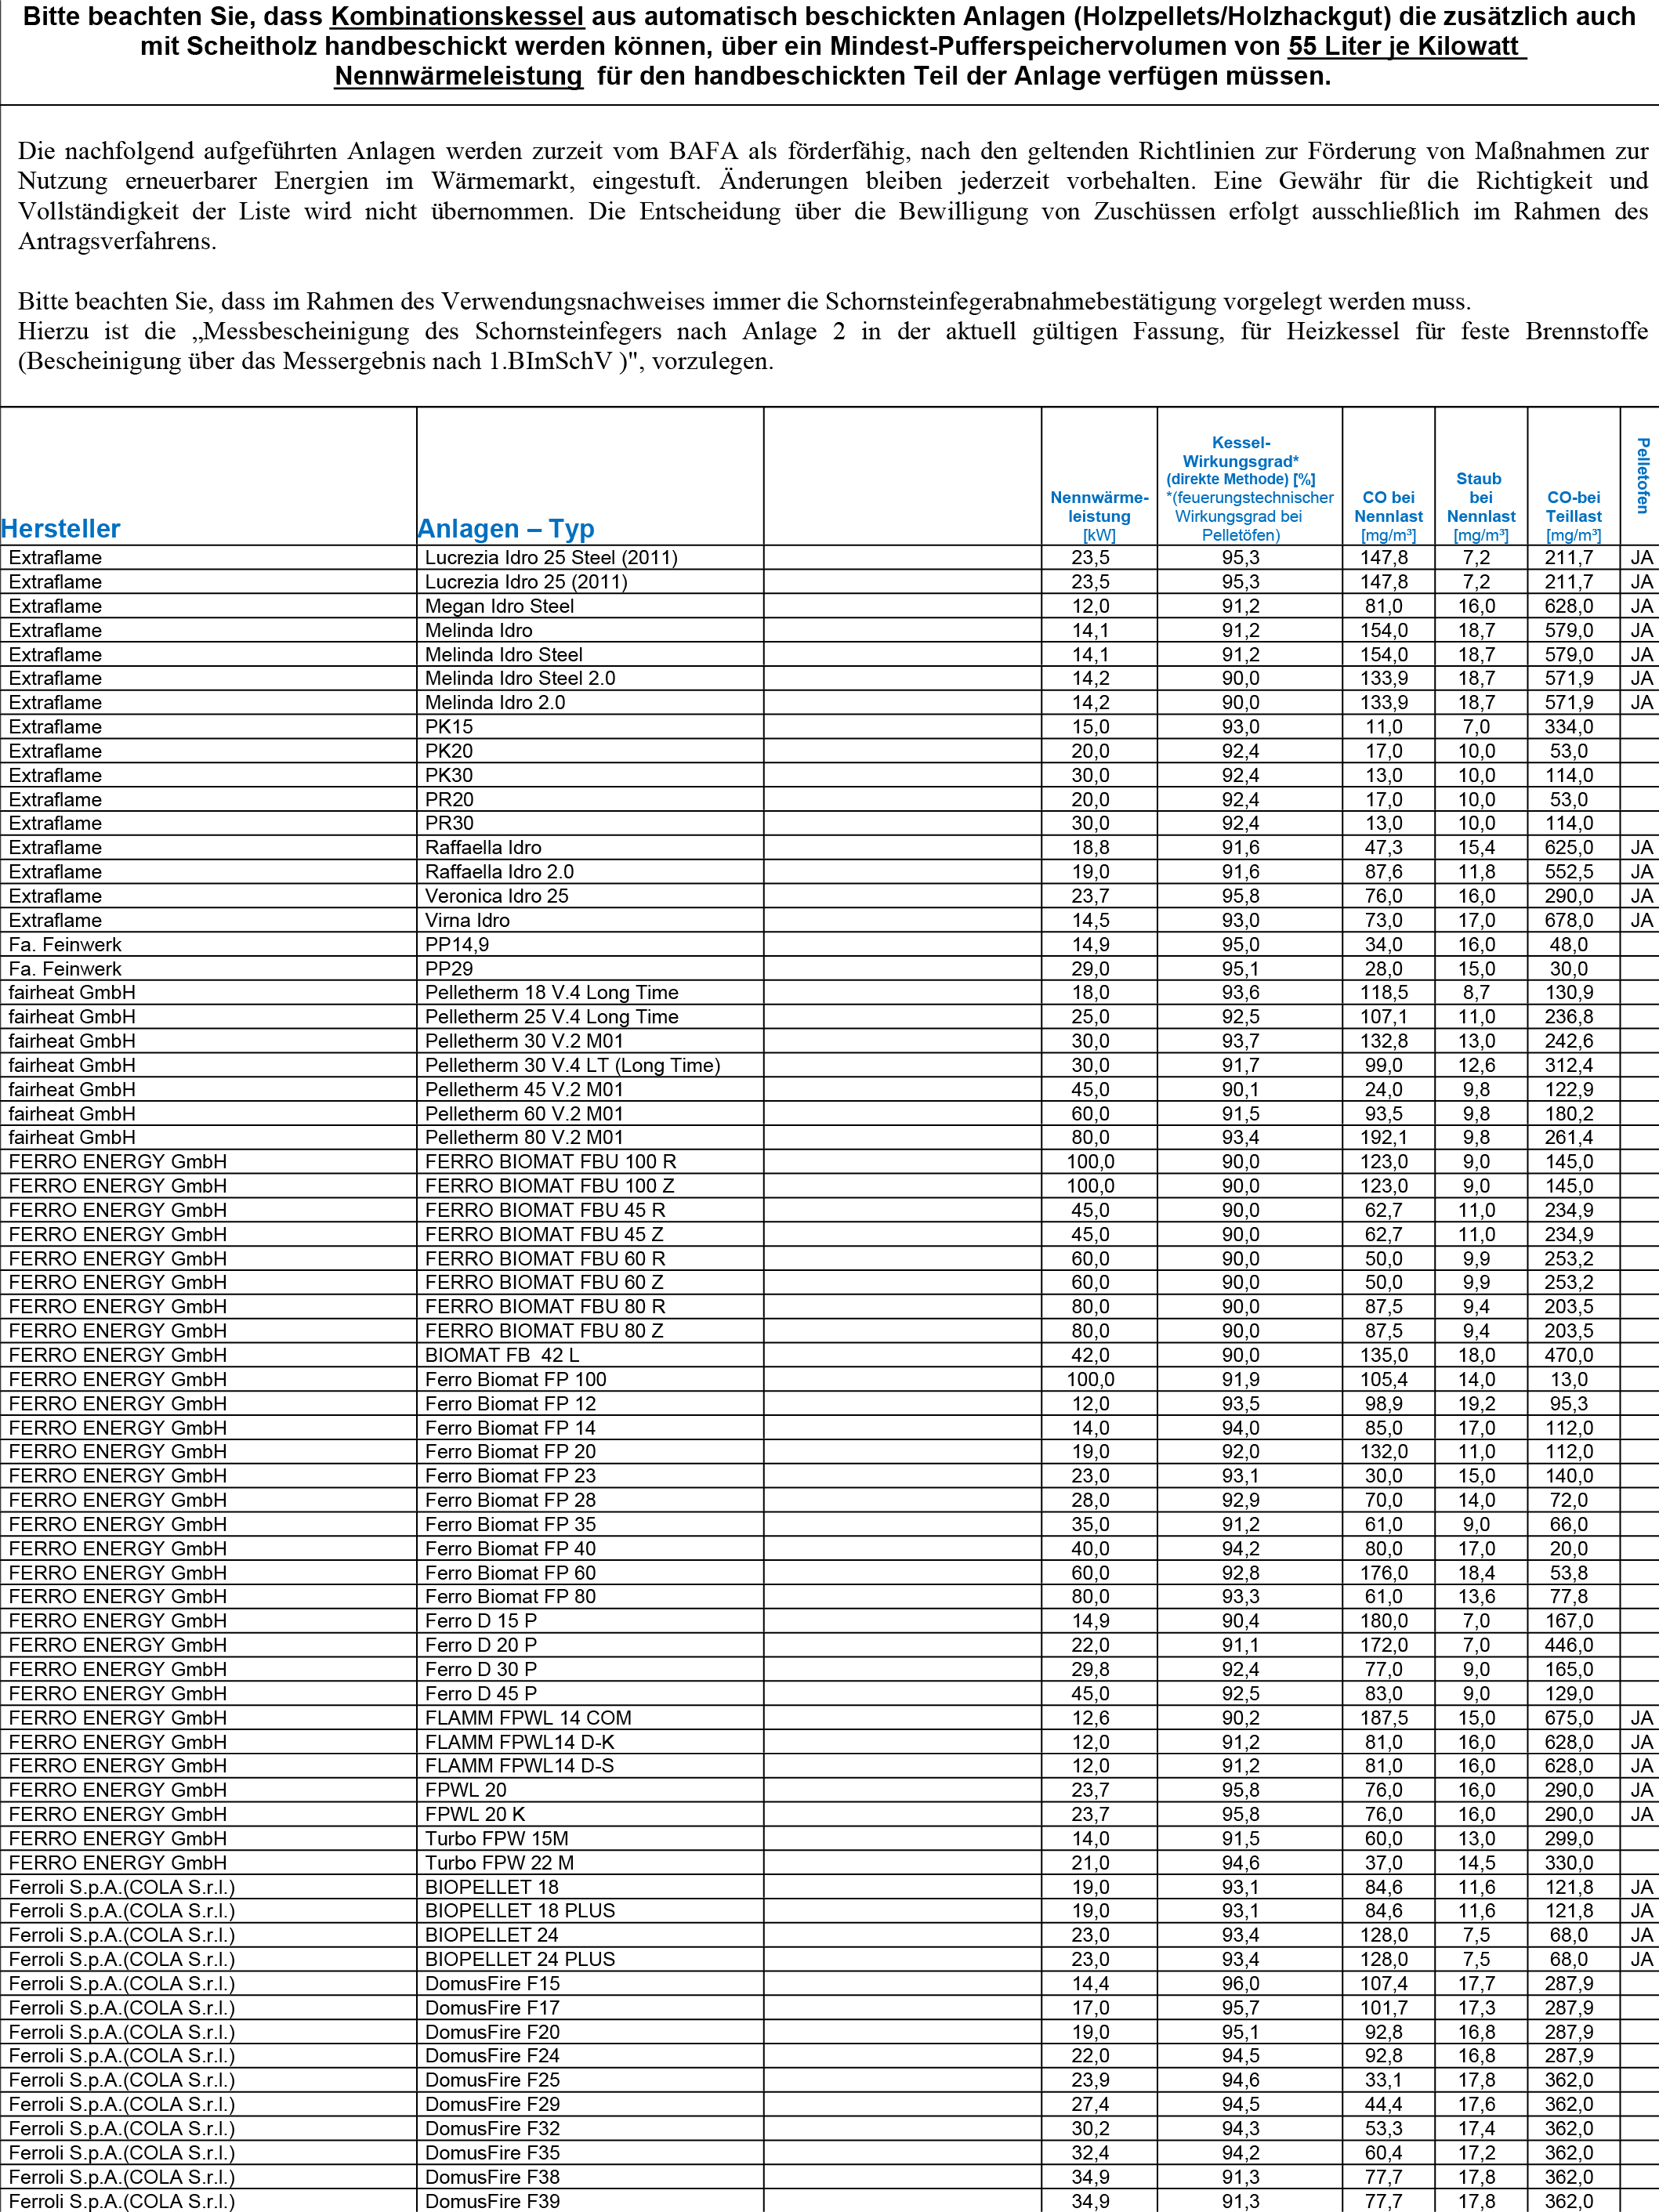 Bitte beachten Sie, dass Kombinationskessel aus automatisch beschickten Anlagen (Holzpellets/Holzhackgut) die zusätzlich auch
mit Scheitholz handbeschickt werden können, über ein Mindest-Pufferspeichervolumen von 55 Liter je Kilowatt
Nennwärmeleistung für den handbeschickten Teil der Anlage verfügen müssen.
Die nachfolgend aufgeführten Anlagen werden zurzeit vom BAFA als förderfähig, nach den geltenden Richtlinien zur Förderung von Maßnahmen zur
Nutzung erneuerbarer Energien im Wärmemarkt, eingestuft. Änderungen bleiben jederzeit vorbehalten. Eine Gewähr für die Richtigkeit und
Vollständigkeit der Liste wird nicht übernommen. Die Entscheidung über die Bewilligung von Zuschüssen erfolgt ausschließlich im Rahmen des
Antragsverfahrens.
Bitte beachten Sie, dass im Rahmen des Verwendungsnachweises immer die Schornsteinfegerabnahmebestätigung vorgelegt werden muss.
Hierzu ist die „Messbescheinigung des Schornsteinfegers nach Anlage 2 in der aktuell gültigen Fassung, für Heizkessel für feste Brennstoffe
(Bescheinigung über das Messergebnis nach 1.BImSchV )", vorzulegen.
Hersteller
Anlagen – Typ
Nennwärme-
leistung
[kW]
Kessel-
Wirkungsgrad*
(direkte Methode) [%]
*(feuerungstechnischer
Wirkungsgrad bei
Pelletöfen)
CO bei
Nennlast
[mg/m³]
Staub
bei
Nennlast
[mg/m³]
CO-bei
Teillast
[mg/m³]
Pelletofen
Extraflame Lucrezia Idro 25 Steel (2011) 23,5 95,3 147,8 7,2 211,7 JA
Extraflame Lucrezia Idro 25 (2011) 23,5 95,3 147,8 7,2 211,7 JA
Extraflame Megan Idro Steel 12,0 91,2 81,0 16,0 628,0 JA
Extraflame Melinda Idro 14,1 91,2 154,0 18,7 579,0 JA
Extraflame Melinda Idro Steel 14,1 91,2 154,0 18,7 579,0 JA
Extraflame Melinda Idro Steel 2.0 14,2 90,0 133,9 18,7 571,9 JA
Extraflame Melinda Idro 2.0 14,2 90,0 133,9 18,7 571,9 JA
Extraflame PK15 15,0 93,0 11,0 7,0 334,0
Extraflame PK20 20,0 92,4 17,0 10,0 53,0
Extraflame PK30 30,0 92,4 13,0 10,0 114,0
Extraflame PR20 20,0 92,4 17,0 10,0 53,0
Extraflame PR30 30,0 92,4 13,0 10,0 114,0
Extraflame Raffaella Idro 18,8 91,6 47,3 15,4 625,0 JA
Extraflame Raffaella Idro 2.0 19,0 91,6 87,6 11,8 552,5 JA
Extraflame Veronica Idro 25 23,7 95,8 76,0 16,0 290,0 JA
Extraflame Virna Idro 14,5 93,0 73,0 17,0 678,0 JA
Fa. Feinwerk PP14,9 14,9 95,0 34,0 16,0 48,0
Fa. Feinwerk PP29 29,0 95,1 28,0 15,0 30,0
fairheat GmbH Pelletherm 18 V.4 Long Time 18,0 93,6 118,5 8,7 130,9
fairheat GmbH Pelletherm 25 V.4 Long Time 25,0 92,5 107,1 11,0 236,8
fairheat GmbH Pelletherm 30 V.2 M01 30,0 93,7 132,8 13,0 242,6
fairheat GmbH Pelletherm 30 V.4 LT (Long Time) 30,0 91,7 99,0 12,6 312,4
fairheat GmbH Pelletherm 45 V.2 M01 45,0 90,1 24,0 9,8 122,9
fairheat GmbH Pelletherm 60 V.2 M01 60,0 91,5 93,5 9,8 180,2
fairheat GmbH Pelletherm 80 V.2 M01 80,0 93,4 192,1 9,8 261,4
FERRO ENERGY GmbH FERRO BIOMAT FBU 100 R 100,0 90,0 123,0 9,0 145,0
FERRO ENERGY GmbH FERRO BIOMAT FBU 100 Z 100,0 90,0 123,0 9,0 145,0
FERRO ENERGY GmbH FERRO BIOMAT FBU 45 R 45,0 90,0 62,7 11,0 234,9
FERRO ENERGY GmbH FERRO BIOMAT FBU 45 Z 45,0 90,0 62,7 11,0 234,9
FERRO ENERGY GmbH FERRO BIOMAT FBU 60 R 60,0 90,0 50,0 9,9 253,2
FERRO ENERGY GmbH FERRO BIOMAT FBU 60 Z 60,0 90,0 50,0 9,9 253,2
FERRO ENERGY GmbH FERRO BIOMAT FBU 80 R 80,0 90,0 87,5 9,4 203,5
FERRO ENERGY GmbH FERRO BIOMAT FBU 80 Z 80,0 90,0 87,5 9,4 203,5
FERRO ENERGY GmbH BIOMAT FB 42 L 42,0 90,0 135,0 18,0 470,0
FERRO ENERGY GmbH Ferro Biomat FP 100 100,0 91,9 105,4 14,0 13,0
FERRO ENERGY GmbH Ferro Biomat FP 12 12,0 93,5 98,9 19,2 95,3
FERRO ENERGY GmbH Ferro Biomat FP 14 14,0 94,0 85,0 17,0 112,0
FERRO ENERGY GmbH Ferro Biomat FP 20 19,0 92,0 132,0 11,0 112,0
FERRO ENERGY GmbH Ferro Biomat FP 23 23,0 93,1 30,0 15,0 140,0
FERRO ENERGY GmbH Ferro Biomat FP 28 28,0 92,9 70,0 14,0 72,0
FERRO ENERGY GmbH Ferro Biomat FP 35 35,0 91,2 61,0 9,0 66,0
FERRO ENERGY GmbH Ferro Biomat FP 40 40,0 94,2 80,0 17,0 20,0
FERRO ENERGY GmbH Ferro Biomat FP 60 60,0 92,8 176,0 18,4 53,8
FERRO ENERGY GmbH Ferro Biomat FP 80 80,0 93,3 61,0 13,6 77,8
FERRO ENERGY GmbH Ferro D 15 P 14,9 90,4 180,0 7,0 167,0
FERRO ENERGY GmbH Ferro D 20 P 22,0 91,1 172,0 7,0 446,0
FERRO ENERGY GmbH Ferro D 30 P 29,8 92,4 77,0 9,0 165,0
FERRO ENERGY GmbH Ferro D 45 P 45,0 92,5 83,0 9,0 129,0
FERRO ENERGY GmbH FLAMM FPWL 14 COM 12,6 90,2 187,5 15,0 675,0 JA
FERRO ENERGY GmbH FLAMM FPWL14 D-K 12,0 91,2 81,0 16,0 628,0 JA
FERRO ENERGY GmbH FLAMM FPWL14 D-S 12,0 91,2 81,0 16,0 628,0 JA
FERRO ENERGY GmbH FPWL 20 23,7 95,8 76,0 16,0 290,0 JA
FERRO ENERGY GmbH FPWL 20 K 23,7 95,8 76,0 16,0 290,0 JA
FERRO ENERGY GmbH Turbo FPW 15M 14,0 91,5 60,0 13,0 299,0
FERRO ENERGY GmbH Turbo FPW 22 M 21,0 94,6 37,0 14,5 330,0
Ferroli S.p.A.(COLA S.r.l.) BIOPELLET 18 19,0 93,1 84,6 11,6 121,8 JA
Ferroli S.p.A.(COLA S.r.l.) BIOPELLET 18 PLUS 19,0 93,1 84,6 11,6 121,8 JA
Ferroli S.p.A.(COLA S.r.l.) BIOPELLET 24 23,0 93,4 128,0 7,5 68,0 JA
Ferroli S.p.A.(COLA S.r.l.) BIOPELLET 24 PLUS 23,0 93,4 128,0 7,5 68,0 JA
Ferroli S.p.A.(COLA S.r.l.) DomusFire F15 14,4 96,0 107,4 17,7 287,9
Ferroli S.p.A.(COLA S.r.l.) DomusFire F17 17,0 95,7 101,7 17,3 287,9
Ferroli S.p.A.(COLA S.r.l.) DomusFire F20 19,0 95,1 92,8 16,8 287,9
Ferroli S.p.A.(COLA S.r.l.) DomusFire F24 22,0 94,5 92,8 16,8 287,9
Ferroli S.p.A.(COLA S.r.l.) DomusFire F25 23,9 94,6 33,1 17,8 362,0
Ferroli S.p.A.(COLA S.r.l.) DomusFire F29 27,4 94,5 44,4 17,6 362,0
Ferroli S.p.A.(COLA S.r.l.) DomusFire F32 30,2 94,3 53,3 17,4 362,0
Ferroli S.p.A.(COLA S.r.l.) DomusFire F35 32,4 94,2 60,4 17,2 362,0
Ferroli S.p.A.(COLA S.r.l.) DomusFire F38 34,9 91,3 77,7 17,8 362,0
Ferroli S.p.A.(COLA S.r.l.) DomusFire F39 34,9 91,3 77,7 17,8 362,0